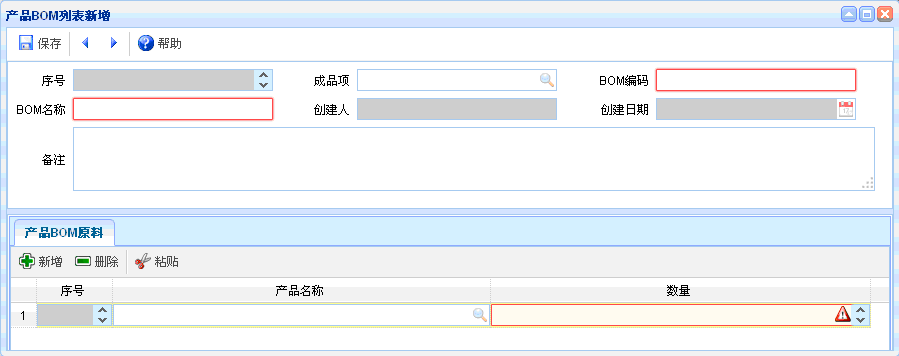 产品BOM列表新增
保存 帮助
序号 成品项 BOM编码
BOM名称 创建人 创建日期
备注
产品BOM原料
新增 删除 粘贴
序号 产品名称 数量
1